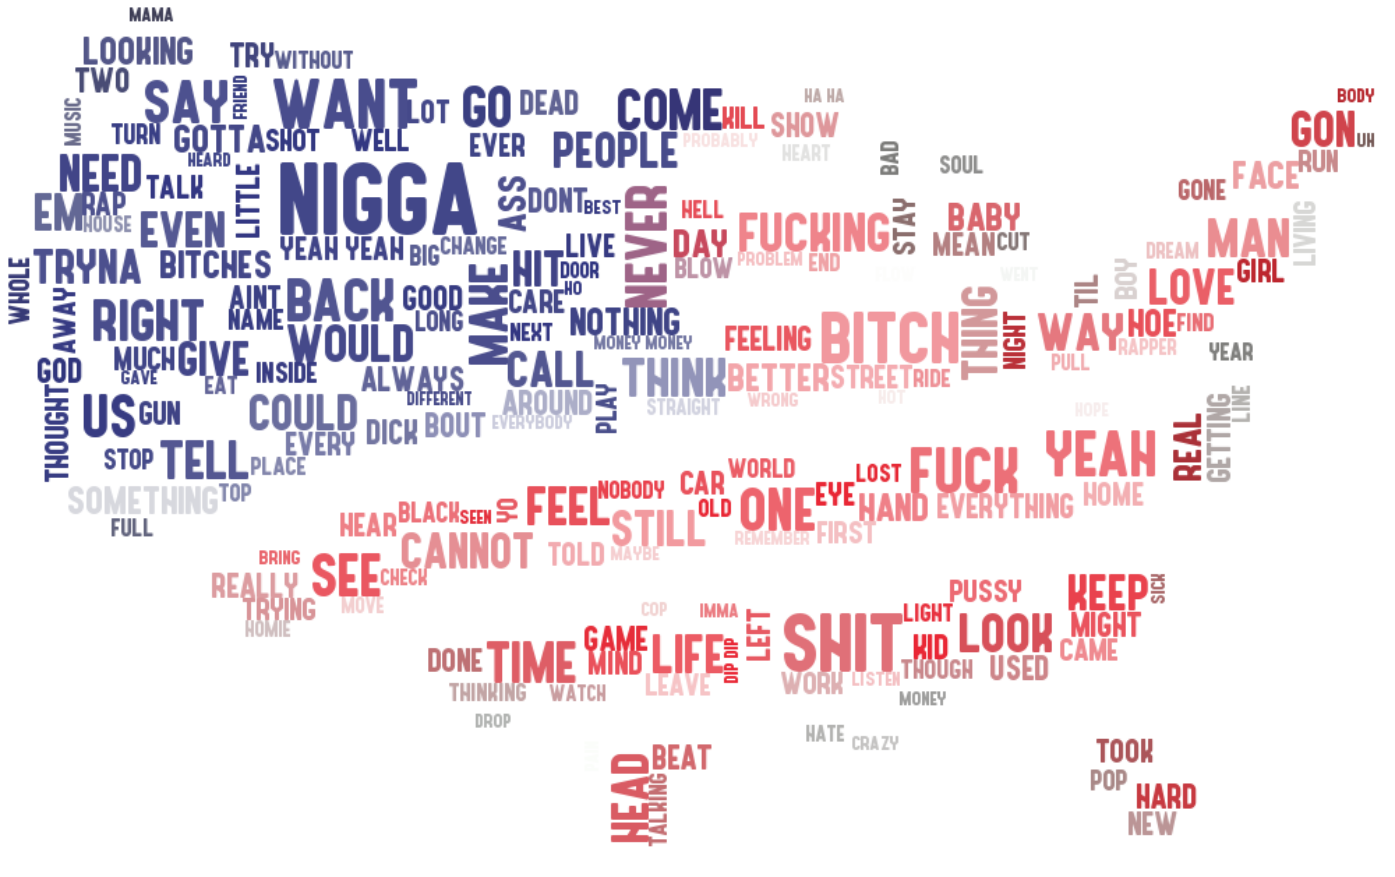 MAMA
LOOKING
TRY WITHOUT
TWO
SAY FRIEND WANT LOT GO DEAD COME KILL HA HA SHOW BODY
MUSIC TURN GOTTA SHOT WELL EVER PEOPLE PROBABLY HEART GON UH
HEARD BAD SOUL RUN
NEED TALK LITTLE NIGGA ASS DONT BEST NEVER HELL FACE GONE
EM RAP HOUSE EVEN FUCKING STAY BABY LIVING
YEAH YEAH BIG CHANGE LIVE DAY PROBLEM END MEAN CUT DREAM MAN
WHOLE TRYNA BITCHES MAKE HIT DOOR BLOW WENT BOY GIRL
AWAY AINT BACK GOOD CARE HO THING TIL LOVE
RIGHT NAME LONG NEXT NOTHING FEELING BITCH NIGHT WAY HOE FIND
WOULD MONEY MONEY RAPPER
GOD MUCH GIVE INSIDE CALL THINK BETTER STREET RIDE PULL YEAR
GAVE EAT ALWAYS
THOUGHT US GUN COULD DIFFERENT AROUND PLAY STRAIGHT WRONG HOT HOPE LINE
EVERY DICK BOUT EVERYBODY REAL GETTING
STOP TELL PLACE WORLD LOST FUCK YEAH
SOMETHING TOP NOBODY CAR EYE HOME
FULL HEAR BLACK SEEN YO FEEL OLD ONE HAND EVERYTHING
CANNOT STILL REMEMBER FIRST
BRING TOLD MAYBE
REALLY SEE CHECK PUSSY KEEP SICK
TRYING MOVE COP IMMA LIGHT
HOMIE GAME LEFT SHIT LOOK MIGHT
DONE TIME MIND LIFE DIP DIP KID CAME
THINKING WATCH LEAVE WORK LISTEN THOUGH USED
DROP MONEY
HATE CRAZY
HEAD BEAT TOOK
TALKING POP
HARD
NEW